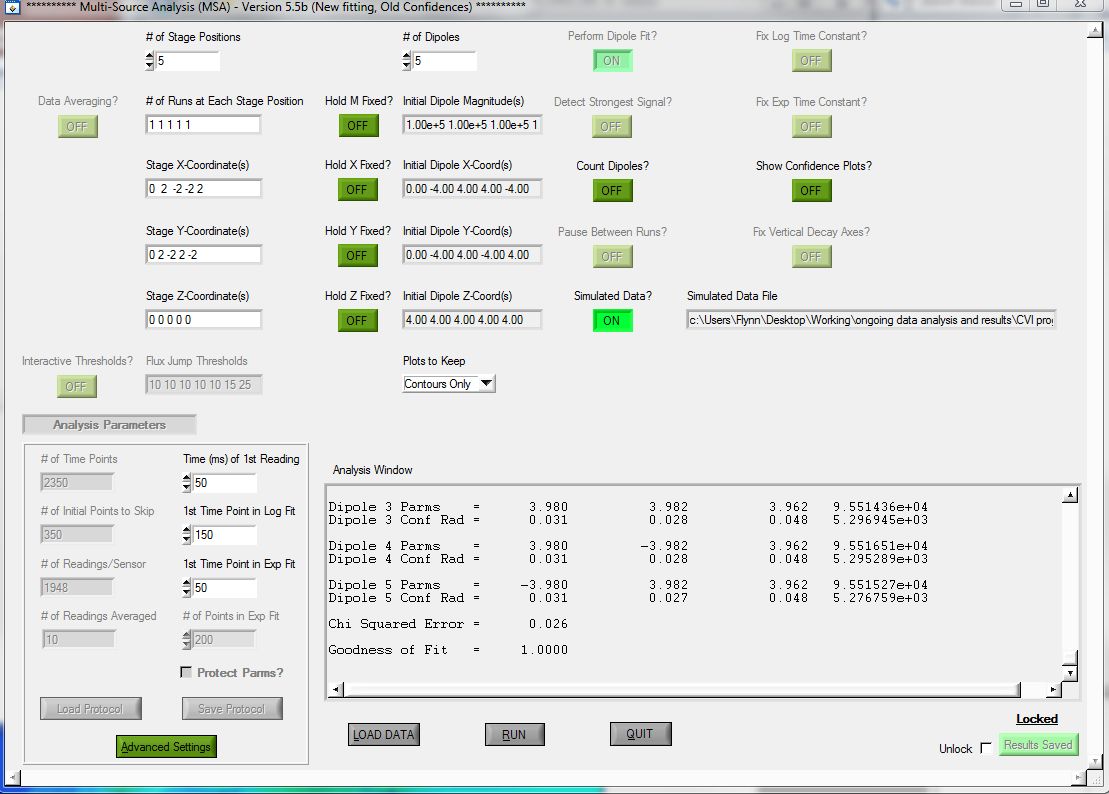 ********** Multi-Source Analysis (MSA) - Version 5.5b (New fitting, Old Confidences) **********
# of Stage Positions
5
# of Dipoles
5
Perform Dipole Fit?
ON
Fix Log Time Constant?
OFF
Data Averaging?
OFF
# of Runs at Each Stage Position
1 1 1 1 1
Hold M Fixed?
OFF
Initial Dipole Magnitude(s)
1.00e+5 1.00e+5 1.00e+5 1
Detect Strongest Signal?
OFF
Fix Exp Time Constant?
OFF
Stage X-Coordinate(s)
0 2 -2 -2 2
Hold X Fixed?
OFF
Initial Dipole X-Coord(s)
0.00 -4.00 4.00 4.00 -4.00
Count Dipoles?
OFF
Show Confidence Plots?
OFF
Stage Y-Coordinate(s)
0 2 -2 2 -2
Hold Y Fixed?
OFF
Initial Dipole Y-Coord(s)
0.00 -4.00 4.00 -4.00 4.00
Pause Between Runs?
OFF
Fix Vertical Decay Axes?
OFF
Stage Z-Coordinate(s)
0 0 0 0 0
Hold Z Fixed?
OFF
Initial Dipole Z-Coord(s)
4.00 4.00 4.00 4.00 4.00
Simulated Data?
ON
Simulated Data File
c:\Users\Flynn\Desktop\Working\ongoing data analysis and results\CVI pro
Interactive Thresholds?
OFF
Flux Jump Thresholds
10 10 10 10 10 15 25
Plots to Keep
Contours Only
Analysis Parameters
# of Time Points
2350
Time (ms) of 1st Reading
50
# of Initial Points to Skip
350
1st Time Point in Log Fit
150
# of Readings/Sensor
1948
1st Time Point in Exp Fit
50
# of Readings Averaged
10
# of Points in Exp Fit
200
Protect Parms?
Load Protocol
Save Protocol
Advanced Settings
Analysis Window
Dipole 3 Parms = 3.980 3.982 3.962 9.551436e+04
Dipole 3 Conf Rad = 0.031 0.028 0.048 5.296945e+03
Dipole 4 Parms = 3.980 -3.982 3.962 9.551651e+04
Dipole 4 Conf Rad = 0.031 0.028 0.048 5.295289e+03
Dipole 5 Parms = -3.980 3.982 3.962 9.551527e+04
Dipole 5 Conf Rad = 0.031 0.027 0.048 5.276759e+03
Chi Squared Error = 0.026
Goodness of Fit = 1.0000
LOAD DATA
RUN
QUIT
Locked
Unlock
Results Saved